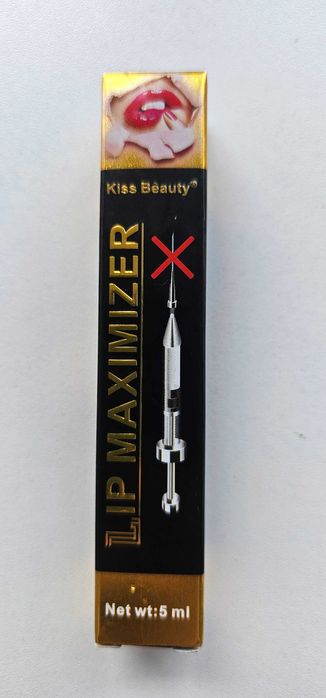 Kiss Beauty®
LIP MAXIMIZER
Net wt:5 ml